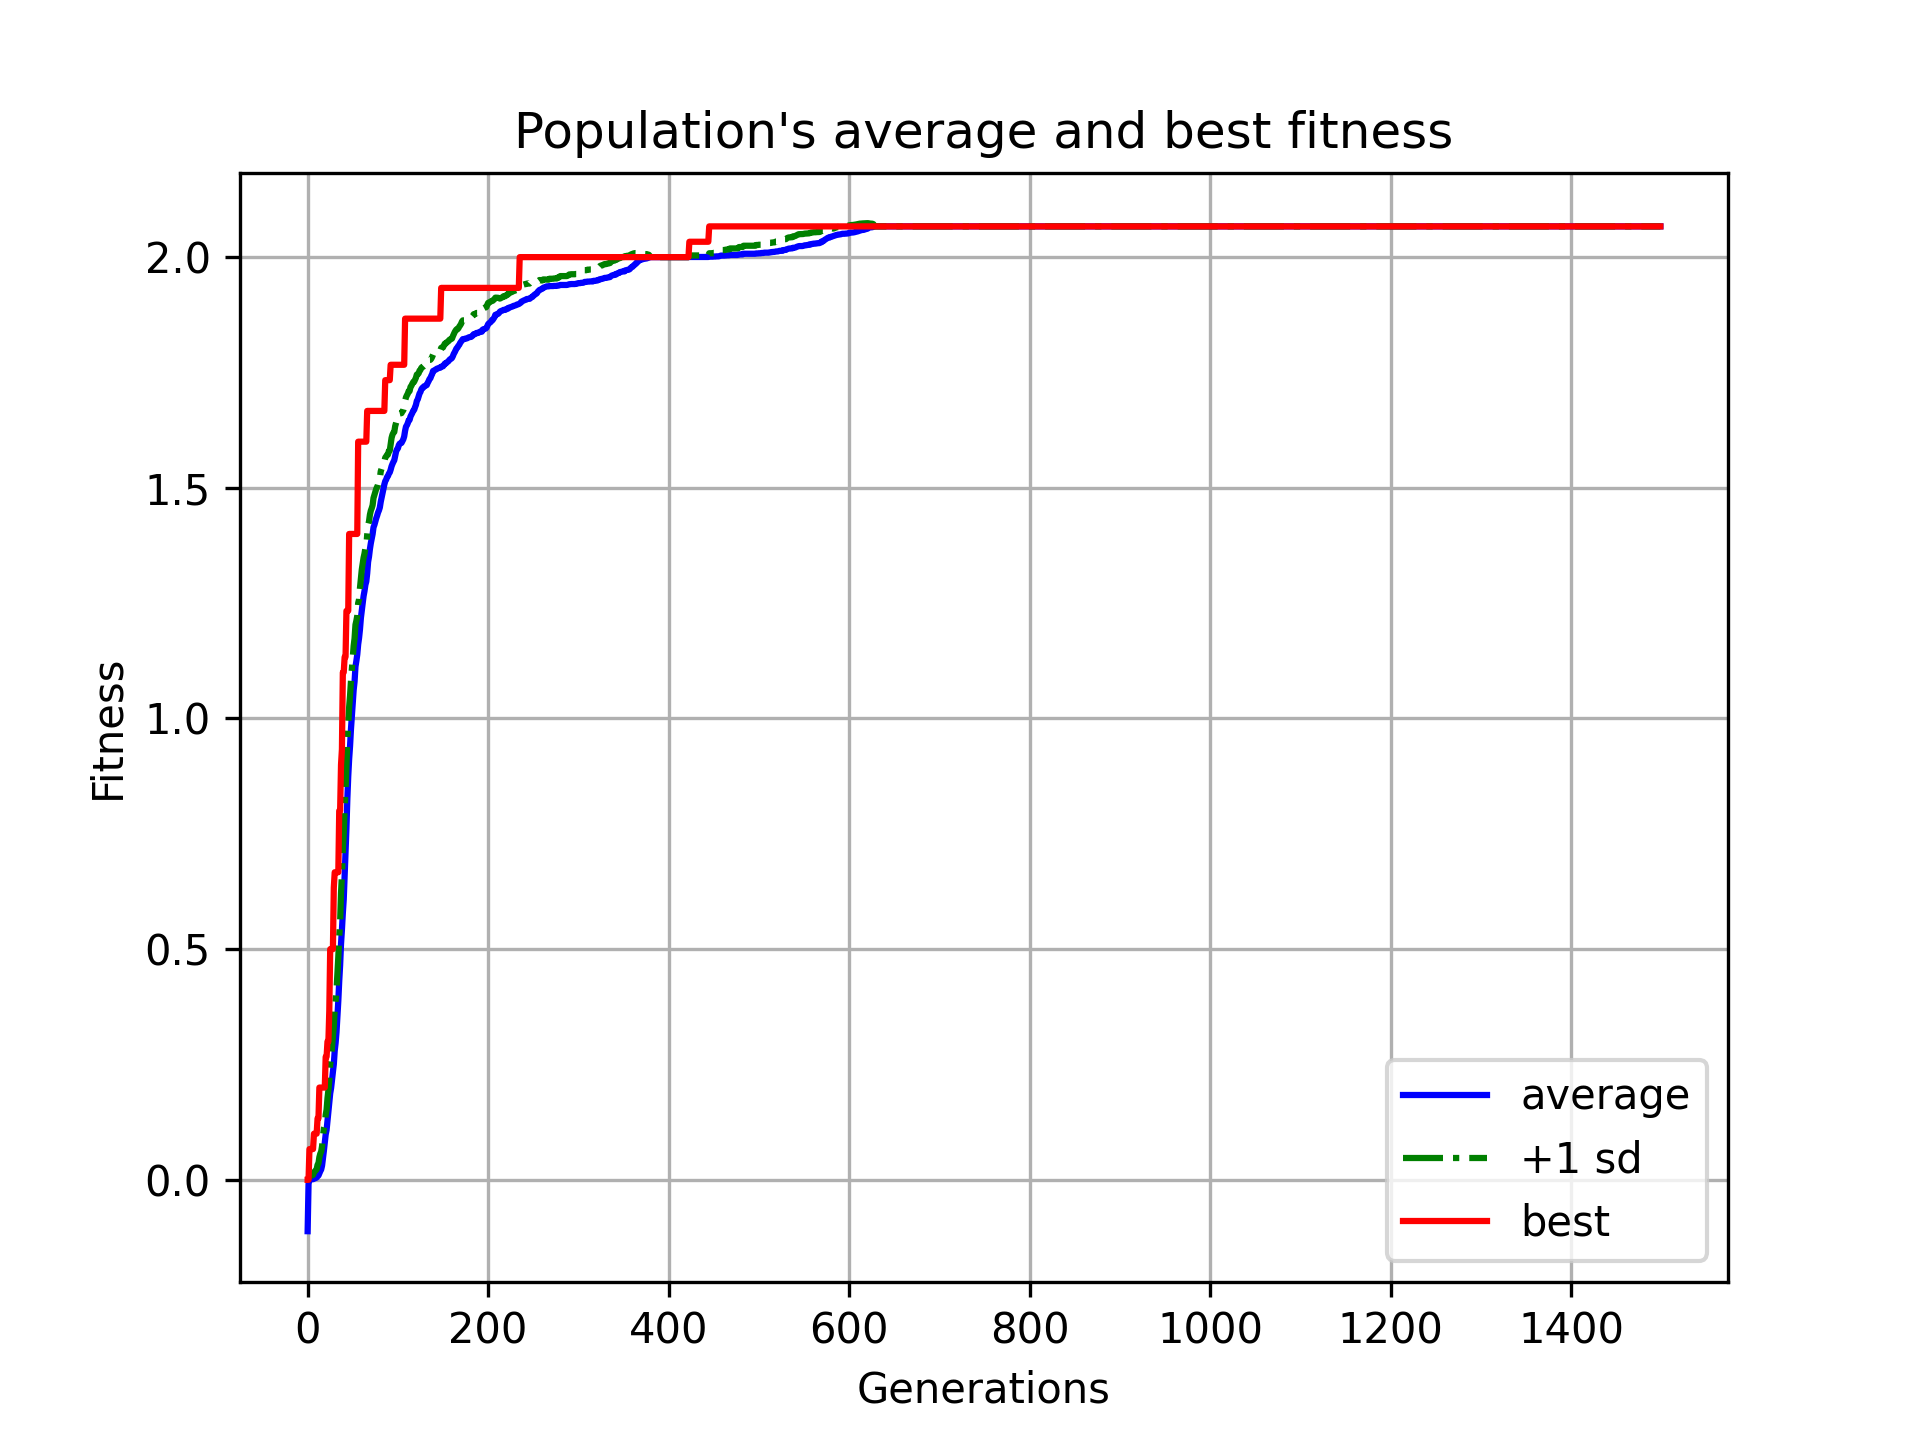 Population's average and best fitness
Fitness
2.0
1.5
1.0
0.5
0.0
0 200 400 600 800 1000 1200 1400
Generations
average
+1 sd
best